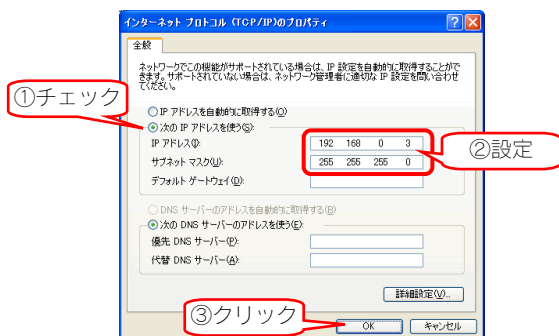 インターネット プロトコル (TCP/IP)のプロパティ
全般
ネットワークでこの機能がサポートされている場合は、IP 設定を自動的に取得することがで
きます。サポートされていない場合は、ネットワーク管理者に適切な IP 設定を問い合わせ
てください。
①チェック
IP アドレスを自動的に取得する(O)
次の IP アドレスを使う(S):
IP アドレス(I):
192 168 0 3
②設定
サブネット マスク(U):
255 255 255 0
デフォルト ゲートウェイ(D):
DNS サーバーのアドレスを自動的に取得する(B)
次の DNS サーバーのアドレスを使う(E):
優先 DNS サーバー(P):
代替 DNS サーバー(A):
詳細設定(V)...
③クリック
OK
キャンセル